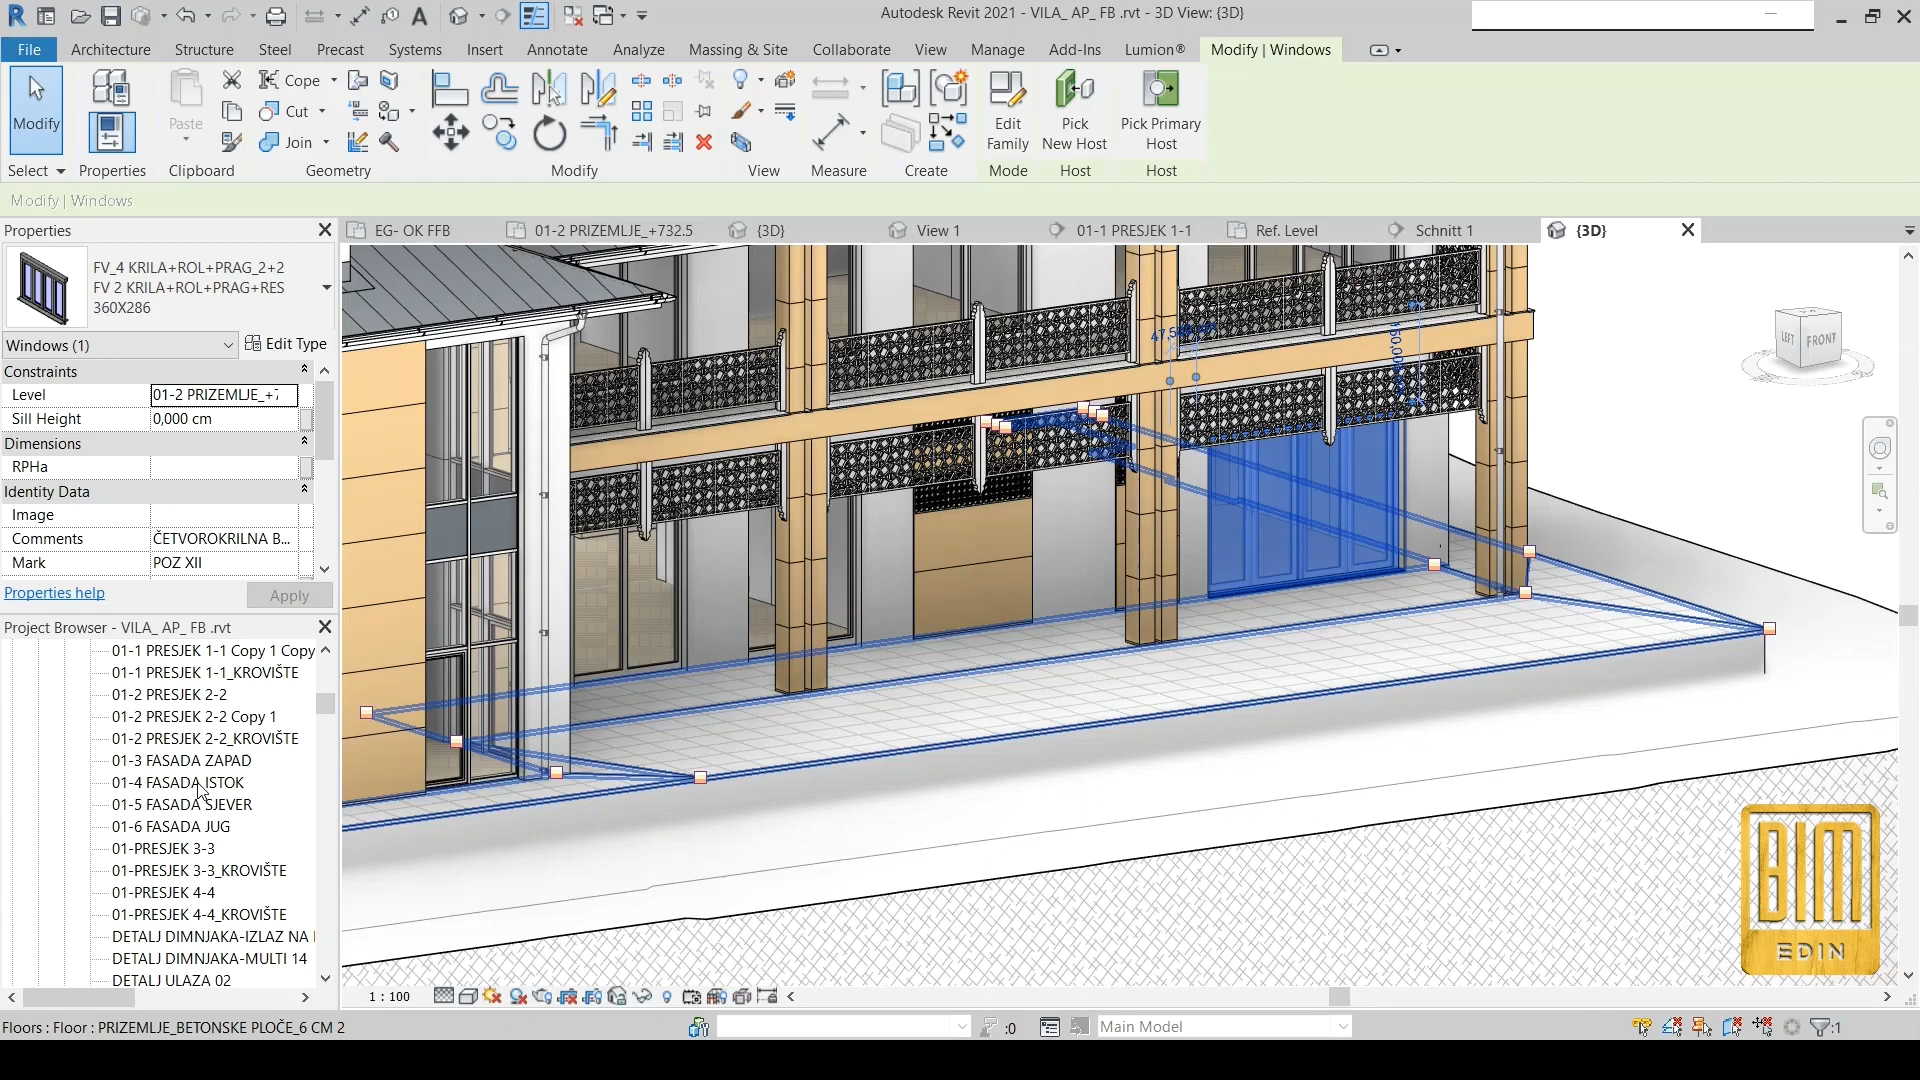 Autodesk Revit 2021 - VILA_ AP_ FB .rvt - 3D View: {3D}
File
Architecture
Structure
Steel
Precast
Systems
Insert
Annotate
Analyze
Massing & Site
Collaborate
View
Manage
Add-Ins
Lumion®
Modify | Windows
Modify
Paste
Cope
Cut
Join
Edit
Family
Pick
New Host
Pick Primary
Host
Select
Properties
Clipboard
Geometry
Modify
View
Measure
Create
Mode
Host
Host
Modify | Windows
Properties
FV_4 KRILA+ROL+PRAG_2+2
FV 2 KRILA+ROL+PRAG+RES
360X286
Windows (1)
Edit Type
Constraints
Level
01-2 PRIZEMLJE_+7
Sill Height
0,000 cm
Dimensions
RPHa
Identity Data
Image
Comments
ČETVOROKRILNA B...
Mark
POZ XII
Properties help
Apply
Project Browser - VILA_ AP_ FB .rvt
01-1 PRESJEK 1-1 Copy 1 Copy
01-1 PRESJEK 1-1_KROVIŠTE
01-2 PRESJEK 2-2
01-2 PRESJEK 2-2 Copy 1
01-2 PRESJEK 2-2_KROVIŠTE
01-3 FASADA ZAPAD
01-4 FASADA ISTOK
01-5 FASADA SJEVER
01-6 FASADA JUG
01-PRESJEK 3-3
01-PRESJEK 3-3_KROVIŠTE
01-PRESJEK 4-4
01-PRESJEK 4-4_KROVIŠTE
DETALJ DIMNJAKA-IZLAZ NA
DETALJ DIMNJAKA-MULTI 14
DETALJ ULAZA 02
EG- OK FFB
01-2 PRIZEMLJE_+732.5
{3D}
View 1
01-1 PRESJEK 1-1
Ref. Level
Schnitt 1
{3D}
LEFT
FRONT
BIM
EDIN
1 : 100
Floors : Floor : PRIZEMLJE_BETONSKE PLOČE_6 CM 2
:0
Main Model
:1